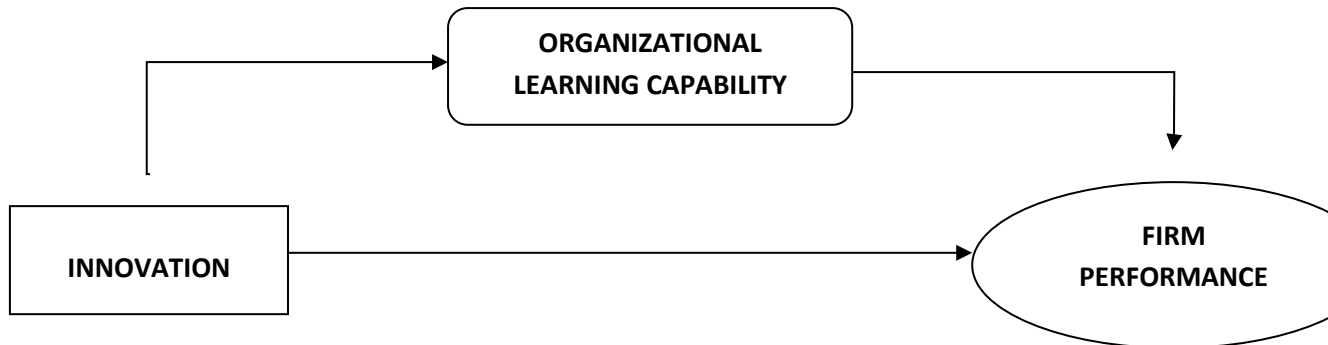 ORGANIZATIONAL
LEARNING CAPABILITY
INNOVATION
FIRM
PERFORMANCE